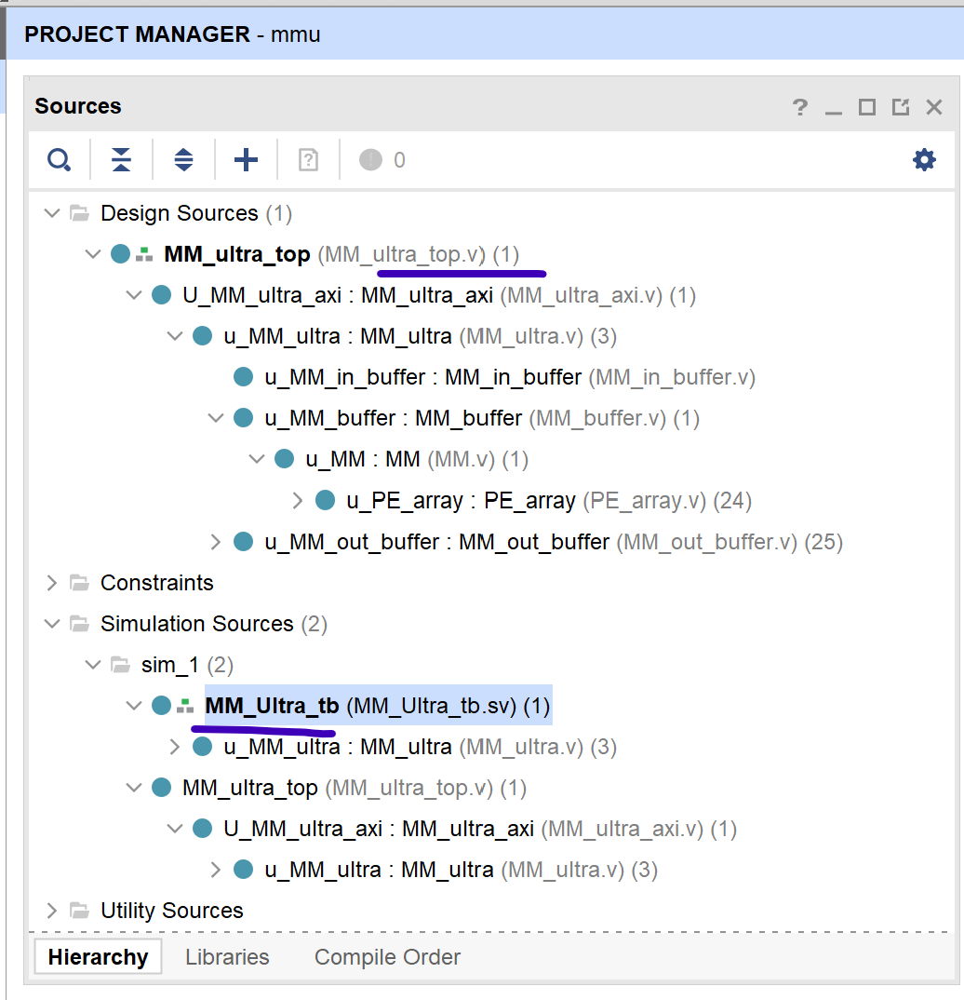 PROJECT MANAGER - mmu
Sources
? 
0
Design Sources (1)
MM_ultra_top (MM_ultra_top.v) (1)
U_MM_ultra_axi : MM_ultra_axi (MM_ultra_axi.v) (1)
u_MM_ultra : MM_ultra (MM_ultra.v) (3)
u_MM_in_buffer : MM_in_buffer (MM_in_buffer.v)
u_MM_buffer : MM_buffer (MM_buffer.v) (1)
u_MM : MM (MM.v) (1)
u_PE_array : PE_array (PE_array.v) (24)
u_MM_out_buffer : MM_out_buffer (MM_out_buffer.v) (25)
Constraints
Simulation Sources (2)
sim_1 (2)
MM_Ultra_tb (MM_Ultra_tb.sv) (1)
u_MM_ultra : MM_ultra (MM_ultra.v) (3)
MM_ultra_top (MM_ultra_top.v) (1)
U_MM_ultra_axi : MM_ultra_axi (MM_ultra_axi.v) (1)
u_MM_ultra : MM_ultra (MM_ultra.v) (3)
Utility Sources
Hierarchy Libraries Compile Order